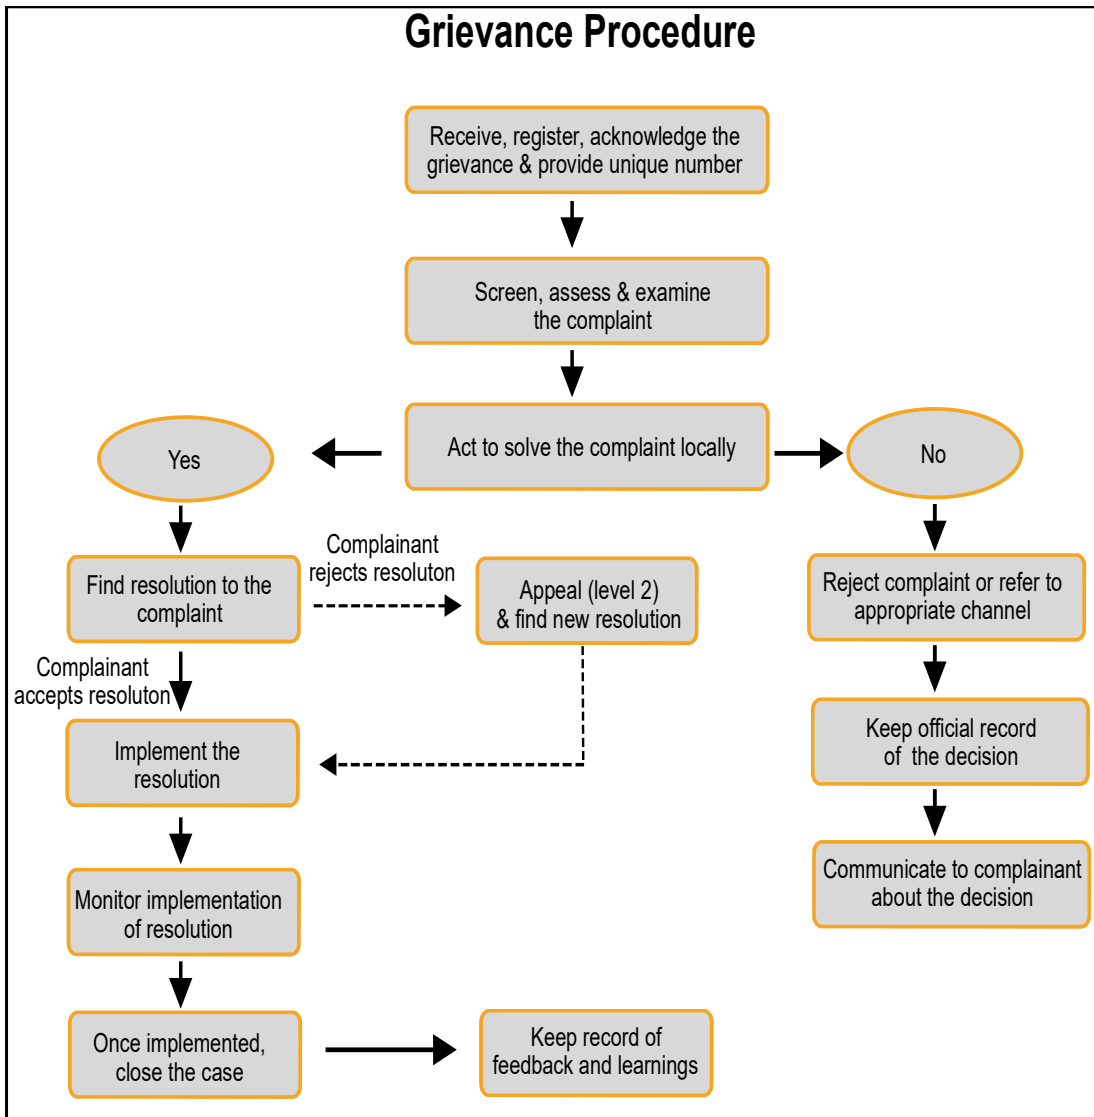 Grievance Procedure
Receive, register, acknowledge the
grievance & provide unique number
Screen, assess & examine
the complaint
Act to solve the complaint locally
Yes
No
Find resolution to the
complaint
Complainant
rejects resoluton
Appeal (level 2)
& find new resolution
Reject complaint or refer to
appropriate channel
Complainant
accepts resoluton
Implement the
resolution
Keep official record
of  the decision
Monitor implementation
of resolution
Communicate to complainant
about the decision
Once implemented,
close the case
Keep record of
feedback and learnings